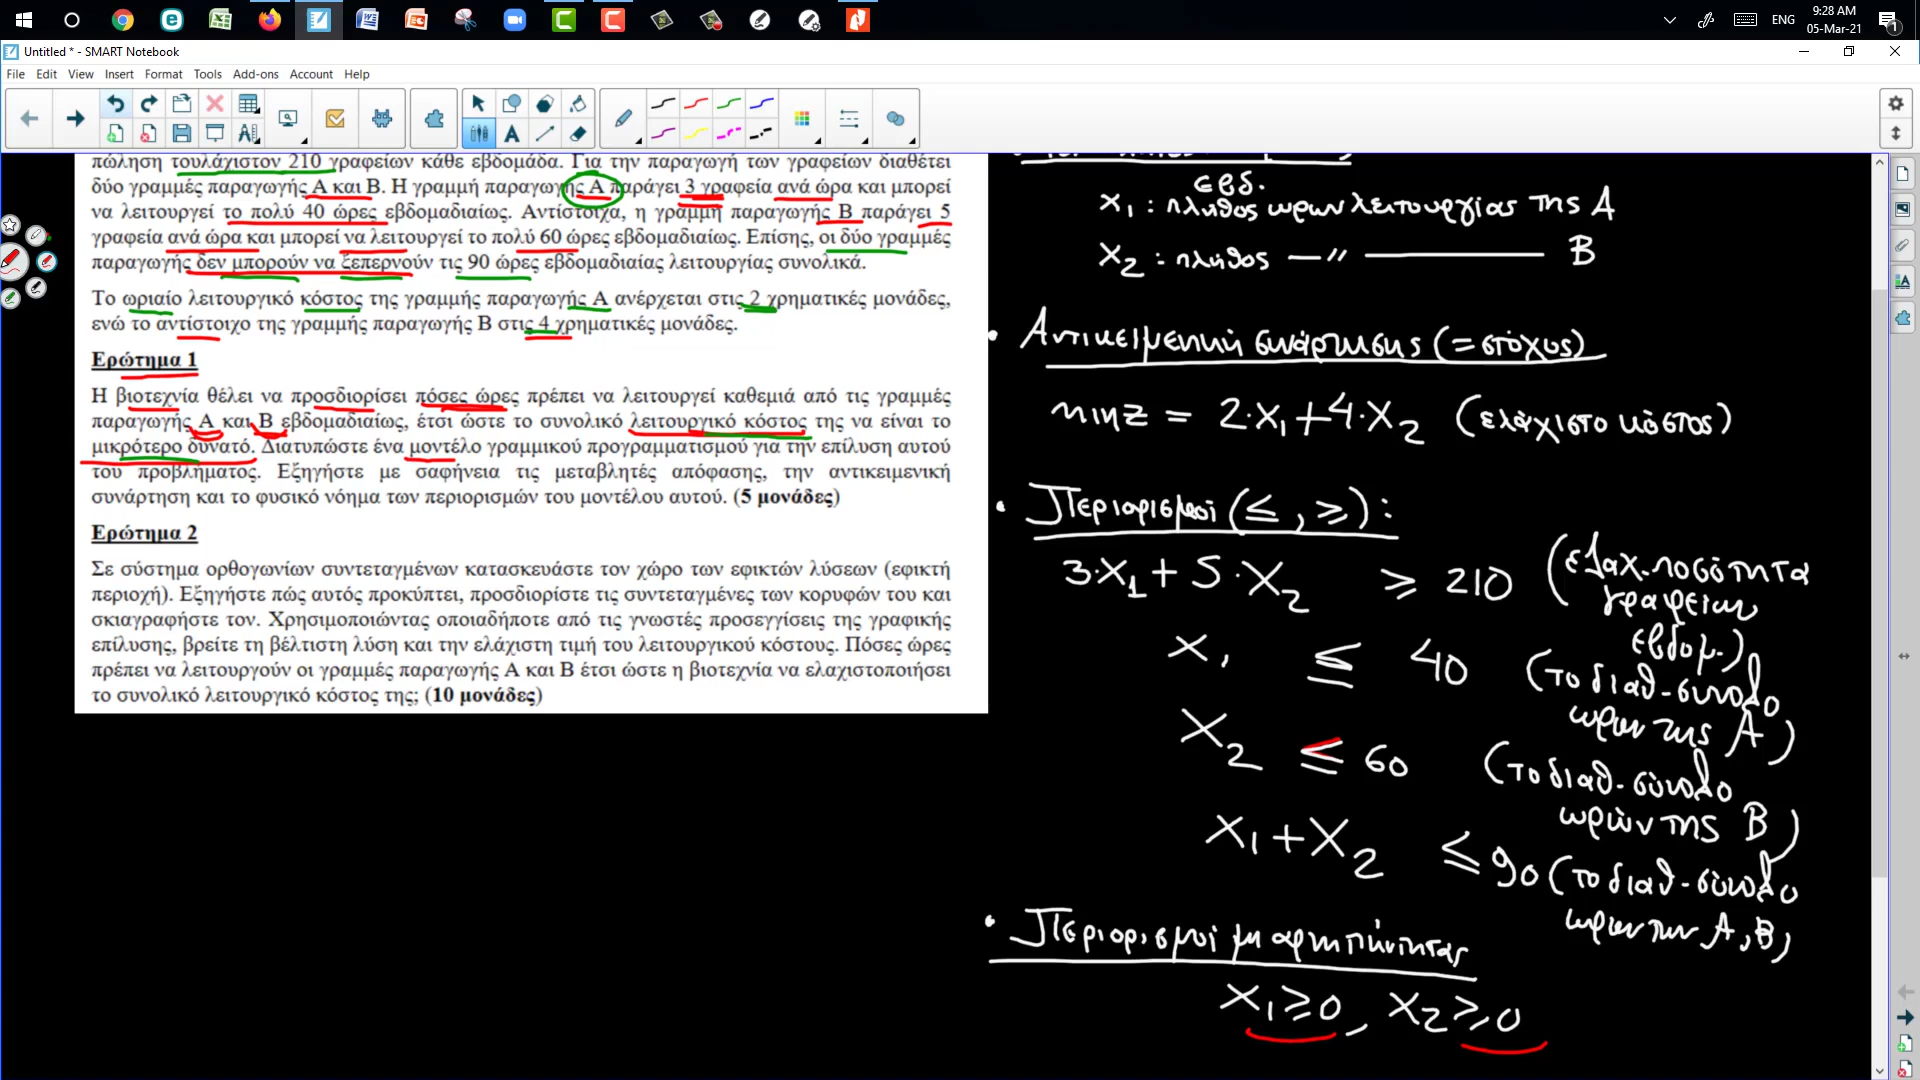 9:28 AM
ENG
05-Mar-21
1
Untitled * - SMART Notebook
File Edit View Insert Format Tools Add-ons Account Help
πώληση τουλάχιστον 210 γραφείων κάθε εβδομάδα. Για την παραγωγή των γραφείων διαθέτει
δύο γραμμές παραγωγής Α και Β. Η γραμμή παραγωγής Α παράγει 3 γραφεία ανά ώρα και μπορεί
να λειτουργεί το πολύ 40 ώρες εβδομαδιαίως. Αντίστοιχα, η γραμμή παραγωγής Β παράγει 5
γραφεία ανά ώρα και μπορεί να λειτουργεί το πολύ 60 ώρες εβδομαδιαίως. Επίσης, οι δύο γραμμές
παραγωγής δεν μπορούν να ξεπερνούν τις 90 ώρες εβδομαδιαίας λειτουργίας συνολικά.
Το ωριαίο λειτουργικό κόστος της γραμμής παραγωγής Α ανέρχεται στις 2 χρηματικές μονάδες,
ενώ το αντίστοιχο της γραμμής παραγωγής Β στις 4 χρηματικές μονάδες.
Ερώτημα 1
Η βιοτεχνία θέλει να προσδιορίσει πόσες ώρες πρέπει να λειτουργεί καθεμιά από τις γραμμές
παραγωγής Α και Β εβδομαδιαίως, έτσι ώστε το συνολικό λειτουργικό κόστος της να είναι το
μικρότερο δυνατό. Διατυπώστε ένα μοντέλο γραμμικού προγραμματισμού για την επίλυση αυτού
του προβλήματος. Εξηγήστε με σαφήνεια τις μεταβλητές απόφασης, την αντικειμενική
συνάρτηση και το φυσικό νόημα των περιορισμών του μοντέλου αυτού. (5 μονάδες)
Ερώτημα 2
Σε σύστημα ορθογωνίων συντεταγμένων κατασκευάστε τον χώρο των εφικτών λύσεων (εφικτή
περιοχή). Εξηγήστε πώς αυτός προκύπτει, προσδιορίστε τις συντεταγμένες των κορυφών του και
σκιαγραφήστε τον. Χρησιμοποιώντας οποιαδήποτε από τις γνωστές προσεγγίσεις της γραφικής
επίλυσης, βρείτε τη βέλτιστη λύση και την ελάχιστη τιμή του λειτουργικού κόστους. Πόσες ώρες
πρέπει να λειτουργούν οι γραμμές παραγωγής Α και Β έτσι ώστε η βιοτεχνία να ελαχιστοποιήσει
το συνολικό λειτουργικό κόστος της; (10 μονάδες)
εβδ.
x₁ : πλήθος ωρών λειτουργίας της Α
x₂ : πλήθος —〃— Β
• Αντικειμενική συνάρτησης (= στόχος)
min z = 2·x₁ + 4·x₂ (ελάχιστο κόστος)
• Περιορισμοί (≤, ≥) :
3·x₁ + 5·x₂ ≥ 210 (ελαχ. ποσότητα
γραφείων
εβδομ.)
x₁ ≤ 40 (το διαθ. σύνολο
ωρών της Α)
x₂ ≤ 60 (το διαθ. σύνολο
ωρών της Β)
x₁ + x₂ ≤ 90 (το διαθ. σύνολο
ωρών των Α, Β)
• Περιορισμοί μη αρνητικότητας
x₁ ≥ 0, x₂ ≥ 0